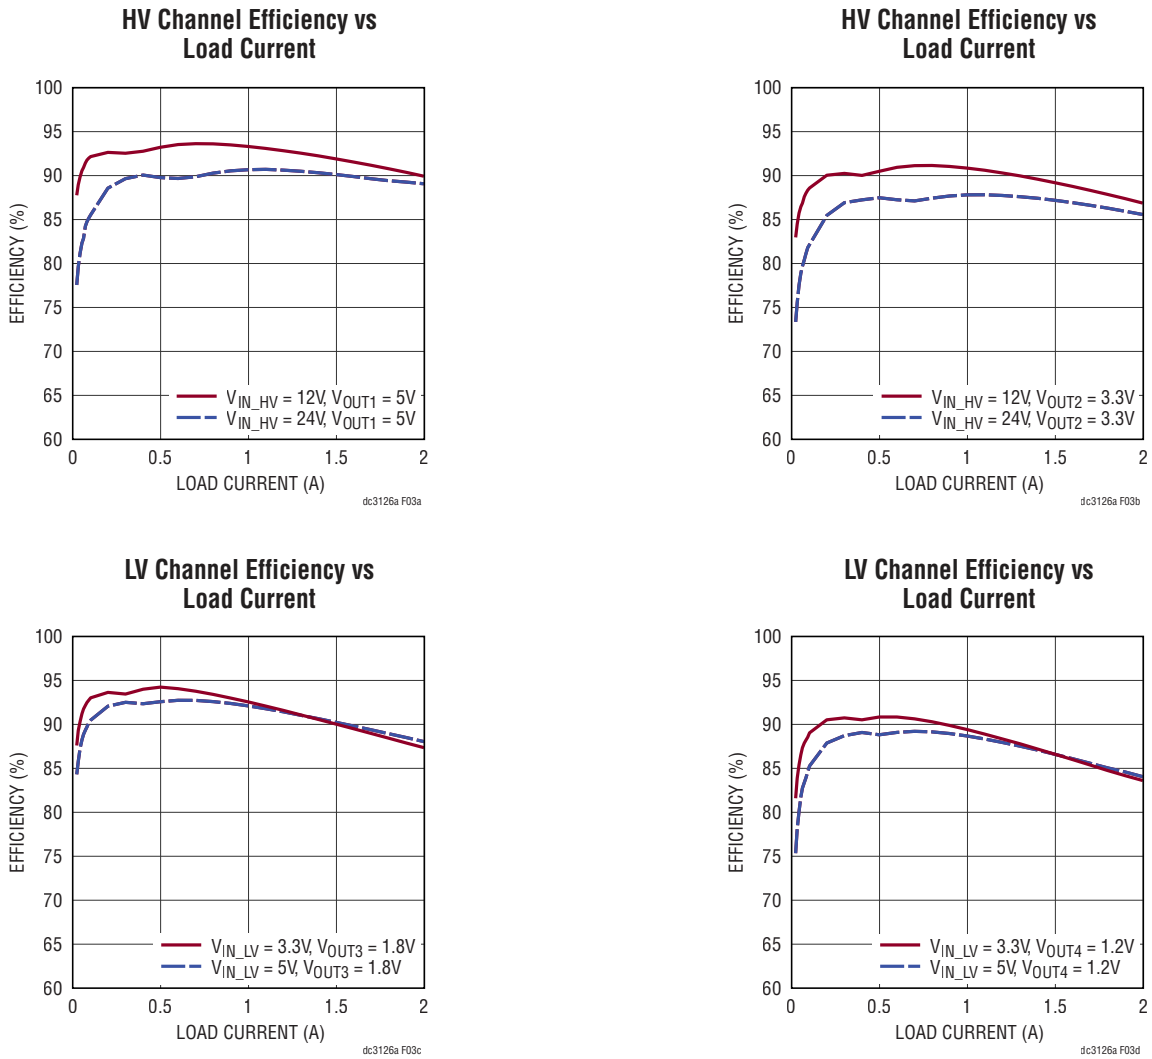 HV Channel Efficiency vs
Load Current
100
95
90
85
80
75
70
65
60
EFFICIENCY (%)
V_IN_HV = 12V, V_OUT1 = 5V
V_IN_HV = 24V, V_OUT1 = 5V
0 0.5 1 1.5 2
LOAD CURRENT (A)
dc3126a F03a
HV Channel Efficiency vs
Load Current
100
95
90
85
80
75
70
65
60
EFFICIENCY (%)
V_IN_HV = 12V, V_OUT2 = 3.3V
V_IN_HV = 24V, V_OUT2 = 3.3V
0 0.5 1 1.5 2
LOAD CURRENT (A)
dc3126a F03b
LV Channel Efficiency vs
Load Current
100
95
90
85
80
75
70
65
60
EFFICIENCY (%)
V_IN_LV = 3.3V, V_OUT3 = 1.8V
V_IN_LV = 5V, V_OUT3 = 1.8V
0 0.5 1 1.5 2
LOAD CURRENT (A)
dc3126a F03c
LV Channel Efficiency vs
Load Current
100
95
90
85
80
75
70
65
60
EFFICIENCY (%)
V_IN_LV = 3.3V, V_OUT4 = 1.2V
V_IN_LV = 5V, V_OUT4 = 1.2V
0 0.5 1 1.5 2
LOAD CURRENT (A)
dc3126a F03d